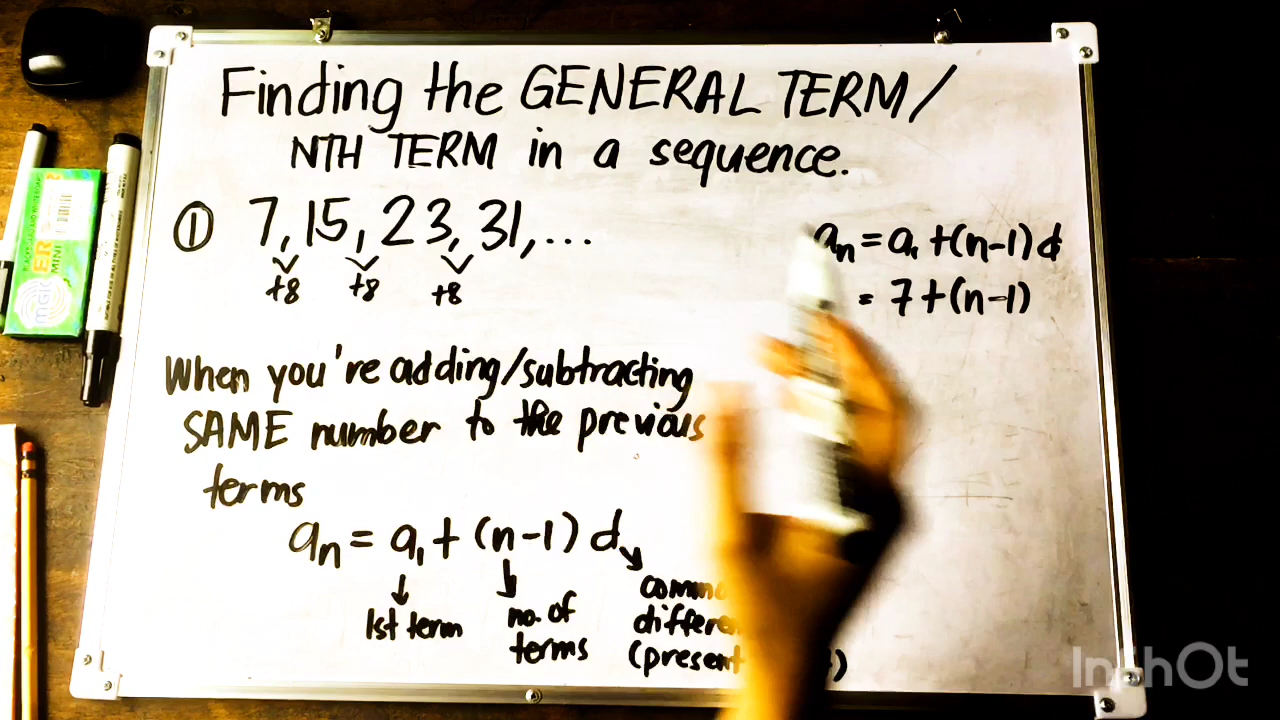 Finding the GENERAL TERM/
NTH TERM in a sequence.
① 7, 15, 23, 31, ...
+8 +8 +8
aₙ = a₁ + (n-1) d
= 7 + (n-1)
When you're adding/subtracting
SAME number to the previous
terms
aₙ = a₁ + (n-1) d
1st term
no. of
terms
(present
InShOt